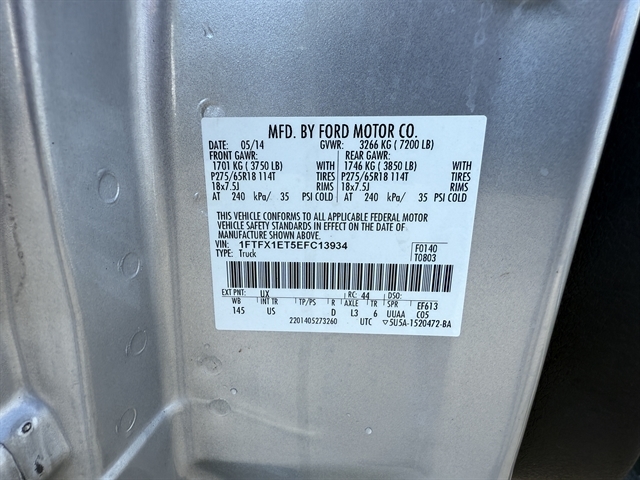 MFD. BY FORD MOTOR CO.
DATE: 05/14 GVWR: 3266 KG ( 7200 LB)
FRONT GAWR: REAR GAWR:
1701 KG ( 3750 LB) WITH 1746 KG ( 3850 LB) WITH
P275/65R18 114T TIRES P275/65R18 114T TIRES
18x7.5J RIMS 18x7.5J RIMS
AT 240 kPa/ 35 PSI COLD AT 240 kPa/ 35 PSI COLD
THIS VEHICLE CONFORMS TO ALL APPLICABLE FEDERAL MOTOR
VEHICLE SAFETY STANDARDS IN EFFECT ON THE DATE OF
MANUFACTURE SHOWN ABOVE.
VIN: 1FTFX1ET5EFC13934 F0140
TYPE: Truck T0803
EXT PNT: UX RC: 44 DSO:
WB INT TR TP/PS R AXLE TR SPR EF613
145 US D L3 6 UUAA C05
2201405273260 UTC ▽5U5A-1520472-BA